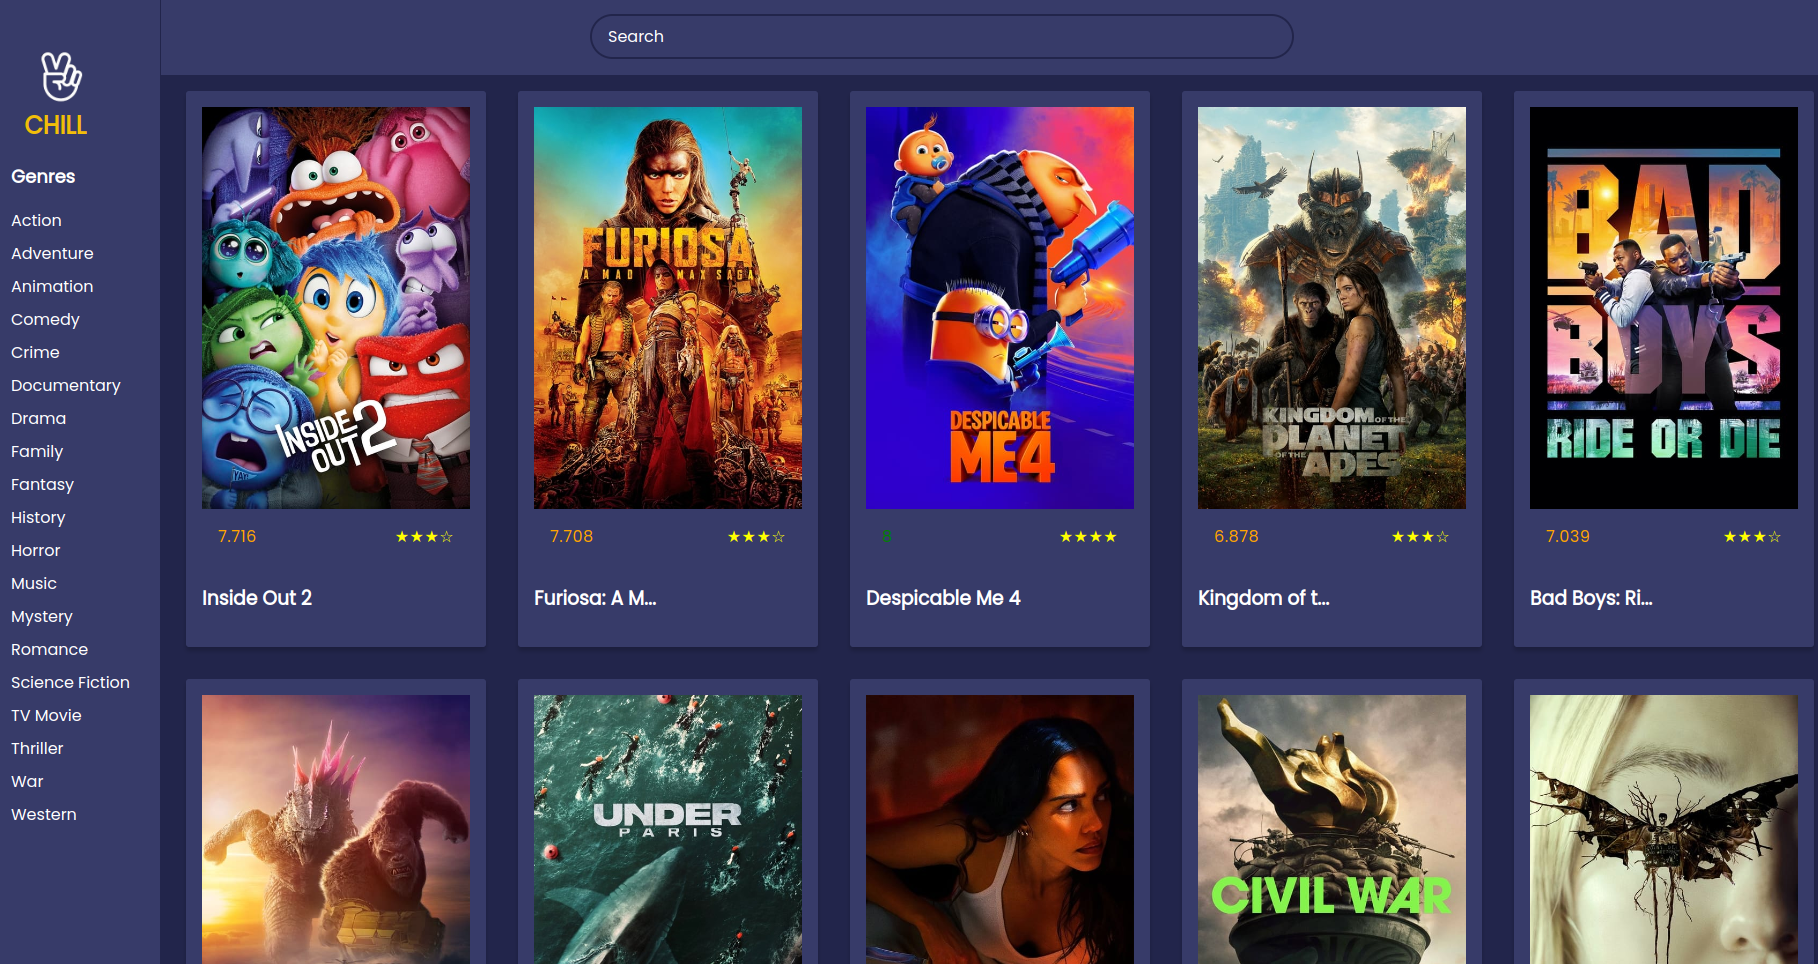 Search
CHILL
Genres
Action
Adventure
Animation
Comedy
Crime
Documentary
Drama
Family
Fantasy
History
Horror
Music
Mystery
Romance
Science Fiction
TV Movie
Thriller
War
Western
INSIDE
OUT 2
7.716
★★★☆
Inside Out 2
FURIOSA
A MAD MAX SAGA
7.708
★★★☆
Furiosa: A M...
DESPICABLE
ME 4
8
★★★★
Despicable Me 4
KINGDOM OF THE
PLANET
OF THE APES
6.878
★★★☆
Kingdom of t...
BAD
BOYS
RIDE OR DIE
7.039
★★★☆
Bad Boys: Ri...
UNDER
PARIS
CIVIL WAR